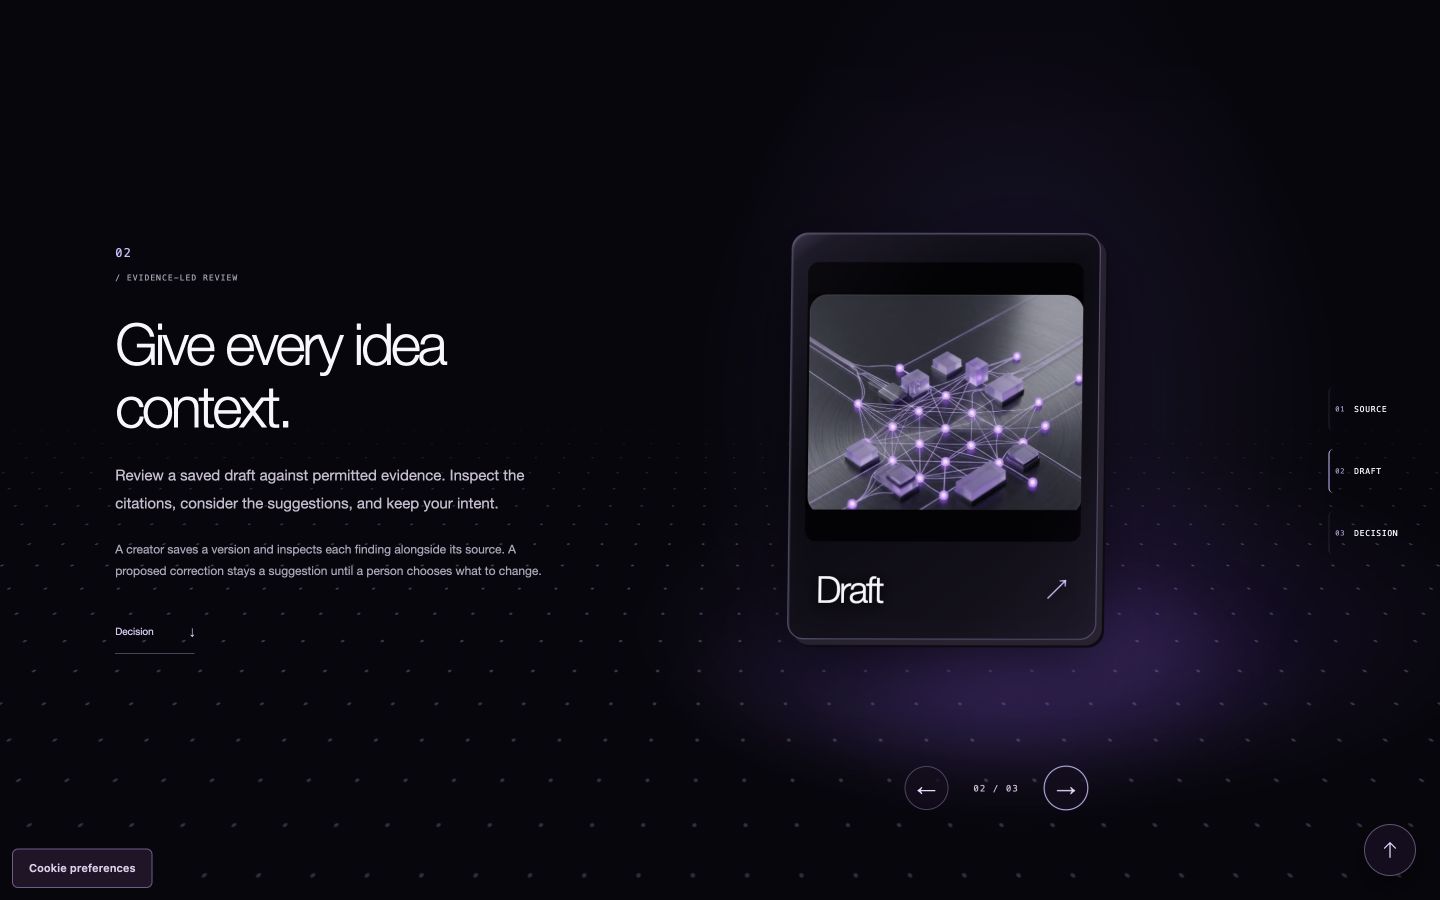 02
/ EVIDENCE-LED REVIEW
Give every idea
context.
Review a saved draft against permitted evidence. Inspect the
citations, consider the suggestions, and keep your intent.
A creator saves a version and inspects each finding alongside its source. A
proposed correction stays a suggestion until a person chooses what to change.
Decision ↓
Draft
01 SOURCE
02 DRAFT
03 DECISION
← 02 / 03 →
Cookie preferences